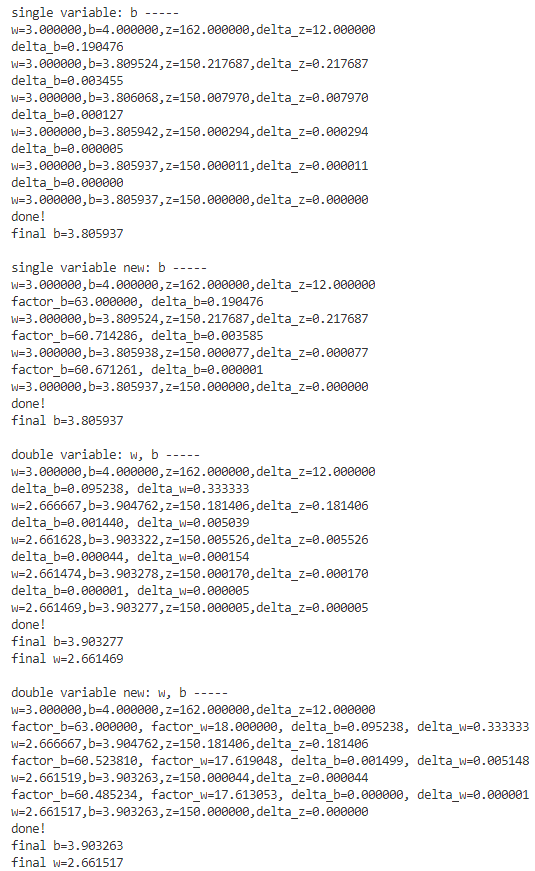 single variable: b -----
w=3.000000,b=4.000000,z=162.000000,delta_z=12.000000
delta_b=0.190476
w=3.000000,b=3.809524,z=150.217687,delta_z=0.217687
delta_b=0.003455
w=3.000000,b=3.806068,z=150.007970,delta_z=0.007970
delta_b=0.000127
w=3.000000,b=3.805942,z=150.000294,delta_z=0.000294
delta_b=0.000005
w=3.000000,b=3.805937,z=150.000011,delta_z=0.000011
delta_b=0.000000
w=3.000000,b=3.805937,z=150.000000,delta_z=0.000000
done!
final b=3.805937
single variable new: b -----
w=3.000000,b=4.000000,z=162.000000,delta_z=12.000000
factor_b=63.000000, delta_b=0.190476
w=3.000000,b=3.809524,z=150.217687,delta_z=0.217687
factor_b=60.714286, delta_b=0.003585
w=3.000000,b=3.805938,z=150.000077,delta_z=0.000077
factor_b=60.671261, delta_b=0.000001
w=3.000000,b=3.805937,z=150.000000,delta_z=0.000000
done!
final b=3.805937
double variable: w, b -----
w=3.000000,b=4.000000,z=162.000000,delta_z=12.000000
delta_b=0.095238, delta_w=0.333333
w=2.666667,b=3.904762,z=150.181406,delta_z=0.181406
delta_b=0.001440, delta_w=0.005039
w=2.661628,b=3.903322,z=150.005526,delta_z=0.005526
delta_b=0.000044, delta_w=0.000154
w=2.661474,b=3.903278,z=150.000170,delta_z=0.000170
delta_b=0.000001, delta_w=0.000005
w=2.661469,b=3.903277,z=150.000005,delta_z=0.000005
done!
final b=3.903277
final w=2.661469
double variable new: w, b -----
w=3.000000,b=4.000000,z=162.000000,delta_z=12.000000
factor_b=63.000000, factor_w=18.000000, delta_b=0.095238, delta_w=0.333333
w=2.666667,b=3.904762,z=150.181406,delta_z=0.181406
factor_b=60.523810, factor_w=17.619048, delta_b=0.001499, delta_w=0.005148
w=2.661519,b=3.903263,z=150.000044,delta_z=0.000044
factor_b=60.485234, factor_w=17.613053, delta_b=0.000000, delta_w=0.000001
w=2.661517,b=3.903263,z=150.000000,delta_z=0.000000
done!
final b=3.903263
final w=2.661517